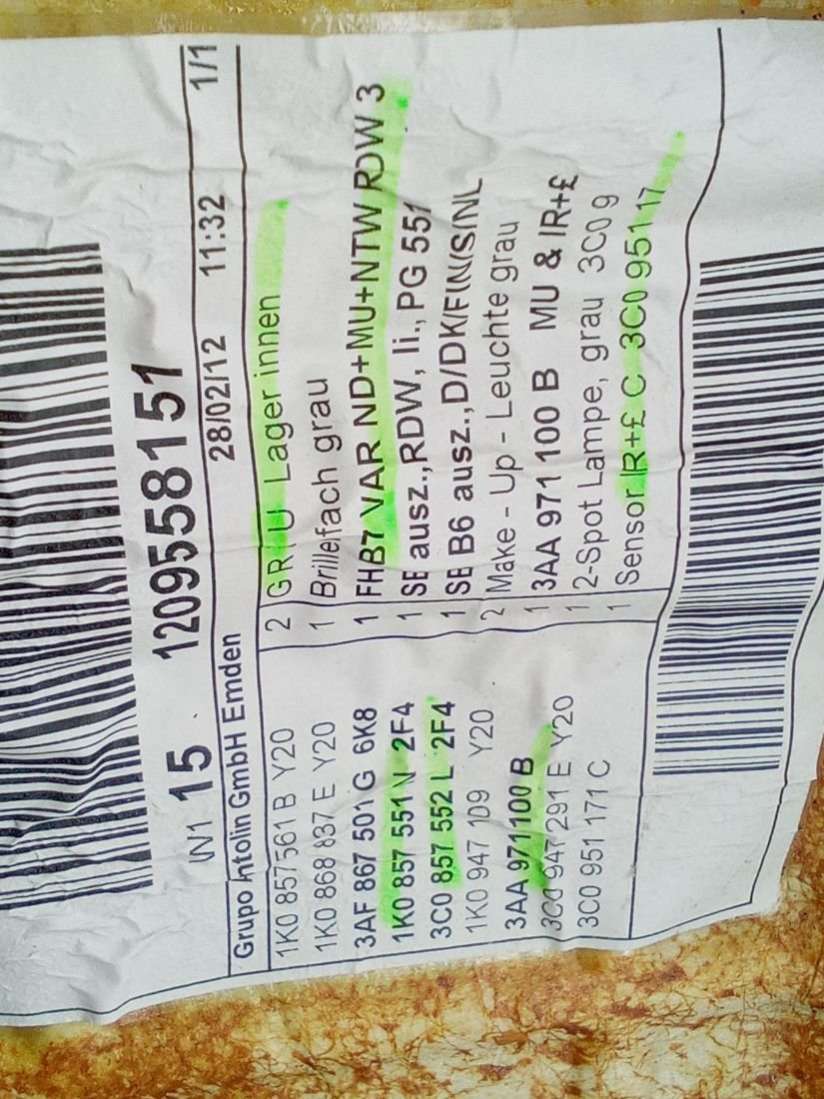 VV1 15 1209558151
28/02/12 11:32 1/1
Grupo Antolin GmbH Emden
1K0 857 561 B Y20 2 GRAU Lager innen
1K0 868 837 E Y20 1 Brillefach grau
3AF 867 501 G 6K8 1 FHB7 VAR ND+MU+NTW RDW 3
1K0 857 551 N 2F4 1 SB ausz.,RDW, li., PG 551
3C0 857 552 L 2F4 1 SB B6 ausz.,D/DK/FIN/S/NL
1K0 947 109 Y20 2 Make - Up - Leuchte grau
3AA 971 100 B 1 3AA 971 100 B MU & IR+£
3C0 947 291 E Y20 1 2-Spot Lampe, grau 3C0 9
3C0 951 171 C 1 Sensor IR+£ C 3C0 951 17